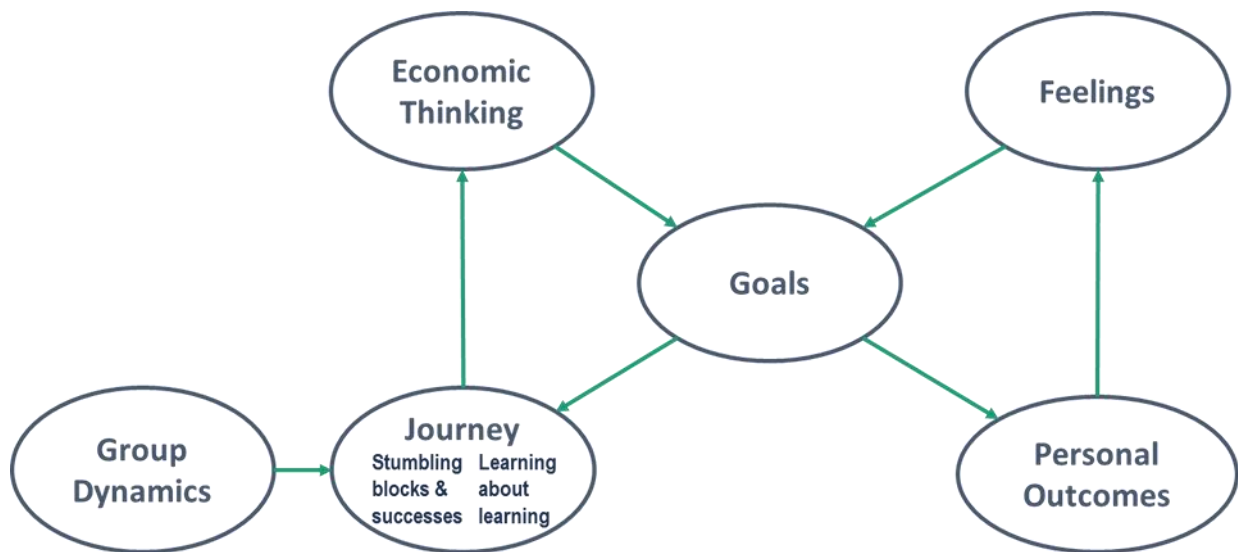 Economic
Thinking
Feelings
Goals
Group
Dynamics
Journey
Stumbling
blocks &
successes
Learning
about
learning
Personal
Outcomes